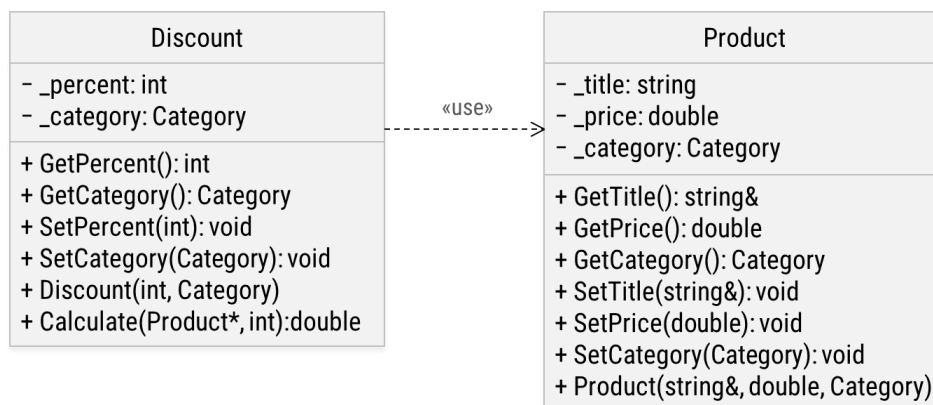 Discount
– _percent: int
– _category: Category
+ GetPercent(): int
+ GetCategory(): Category
+ SetPercent(int): void
+ SetCategory(Category): void
+ Discount(int, Category)
+ Calculate(Product*, int):double
«use»
Product
– _title: string
– _price: double
– _category: Category
+ GetTitle(): string&
+ GetPrice(): double
+ GetCategory(): Category
+ SetTitle(string&): void
+ SetPrice(double): void
+ SetCategory(Category): void
+ Product(string&, double, Category)